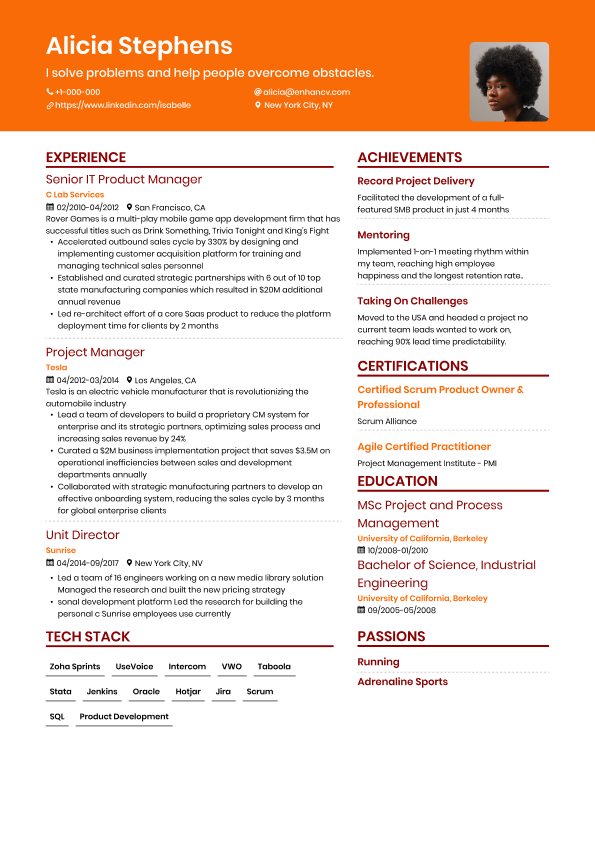 Alicia Stephens
I solve problems and help people overcome obstacles.
+1-000-000
@alicia@enhancv.com
https://www.linkedin.com/isabelle
New York City, NY
EXPERIENCE
Senior IT Product Manager
C Lab Services
02/2010-04/2012 San Francisco, CA
Rover Games is a multi-play mobile game app development firm that has
successful titles such as Drink Something, Trivia Tonight and King's Fight
• Accelerated outbound sales cycle by 330% by designing and
implementing customer acquisition platform for training and
managing technical sales personnel
• Established and curated strategic partnerships with 6 out of 10 top
state manufacturing companies which resulted in $20M additional
annual revenue
• Led re-architect effort of a core Saas product to reduce the platform
deployment time for clients by 2 months
Project Manager
Tesla
04/2012-03/2014 Los Angeles, CA
Tesla is an electric vehicle manufacturer that is revolutionizing the
automobile industry
• Lead a team of developers to build a proprietary CM system for
enterprise and its strategic partners, optimizing sales process and
increasing sales revenue by 24%
• Curated a $2M business implementation project that saves $3.5M on
operational inefficiencies between sales and development
departments annually
• Collaborated with strategic manufacturing partners to develop an
effective onboarding system, reducing the sales cycle by 3 months
for global enterprise clients
Unit Director
Sunrise
04/2014-09/2017 New York City, NV
• Led a team of 16 engineers working on a new media library solution
Managed the research and built the new pricing strategy
• sonal development platform Led the research for building the
personal c Sunrise employees use currently
TECH STACK
Zoha Sprints UseVoice Intercom VWO Taboola
Stata Jenkins Oracle Hotjar Jira Scrum
SQL Product Development
ACHIEVEMENTS
Record Project Delivery
Facilitated the development of a full-
featured SMB product in just 4 months
Mentoring
Implemented 1-on-1 meeting rhythm within
my team, reaching high employee
happiness and the longest retention rate..
Taking On Challenges
Moved to the USA and headed a project no
current team leads wanted to work on,
reaching 90% lead time predictability.
CERTIFICATIONS
Certified Scrum Product Owner &
Professional
Scrum Alliance
Agile Certified Practitioner
Project Management Institute - PMI
EDUCATION
MSc Project and Process
Management
University of California, Berkeley
10/2008-01/2010
Bachelor of Science, Industrial
Engineering
University of California, Berkeley
09/2005-05/2008
PASSIONS
Running
Adrenaline Sports